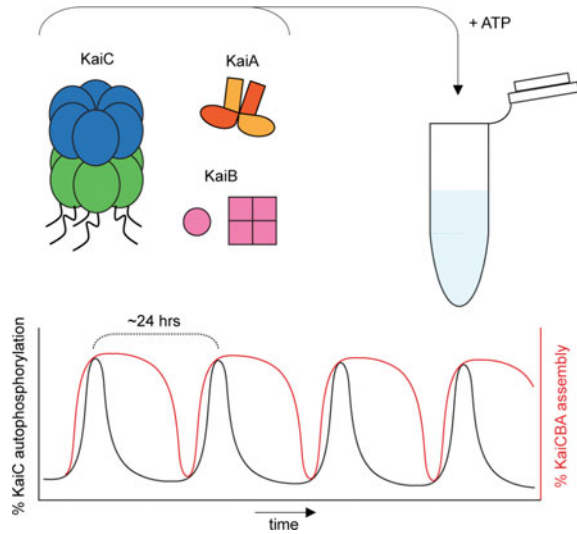 + ATP
KaiC
KaiA
KaiB
~24 hrs
% KaiC autophosphorylation
% KaiCBA assembly
time